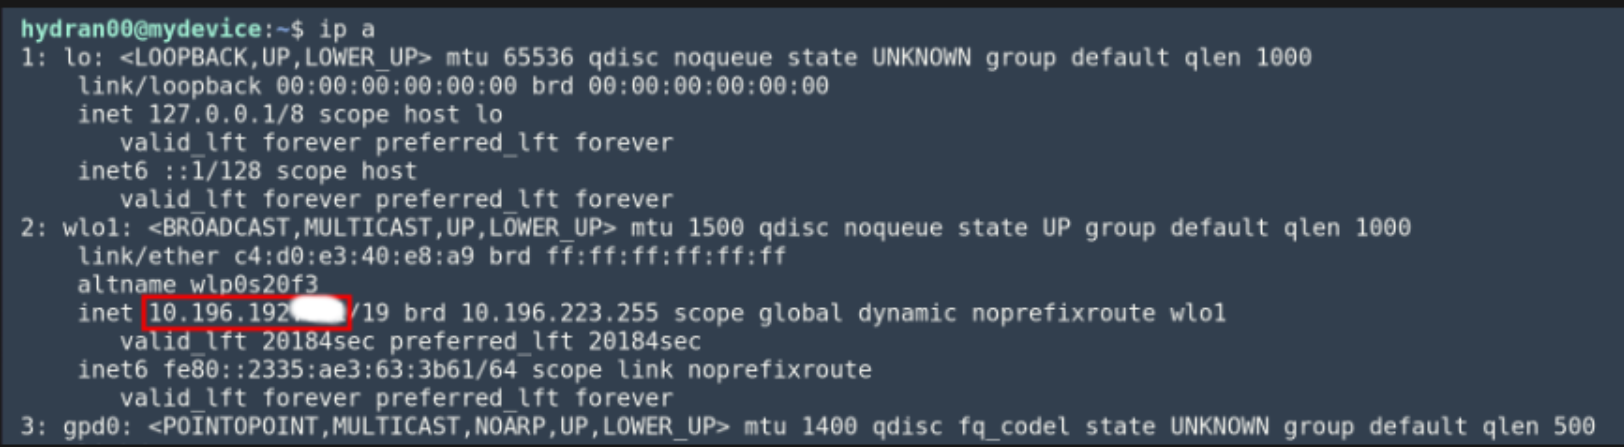 hydran00@mydevice:~$ ip a
1: lo: <LOOPBACK,UP,LOWER_UP> mtu 65536 qdisc noqueue state UNKNOWN group default qlen 1000
link/loopback 00:00:00:00:00:00 brd 00:00:00:00:00:00
inet 127.0.0.1/8 scope host lo
valid_lft forever preferred_lft forever
inet6 ::1/128 scope host
valid_lft forever preferred_lft forever
2: wlo1: <BROADCAST,MULTICAST,UP,LOWER_UP> mtu 1500 qdisc noqueue state UP group default qlen 1000
link/ether c4:d0:e3:40:e8:a9 brd ff:ff:ff:ff:ff:ff
altname wlp0s20f3
inet 10.196.192 /19 brd 10.196.223.255 scope global dynamic noprefixroute wlo1
valid_lft 20184sec preferred_lft 20184sec
inet6 fe80::2335:ae3:63:3b61/64 scope link noprefixroute
valid_lft forever preferred_lft forever
3: gpd0: <POINTOPOINT,MULTICAST,NOARP,UP,LOWER_UP> mtu 1400 qdisc fq_codel state UNKNOWN group default qlen 500